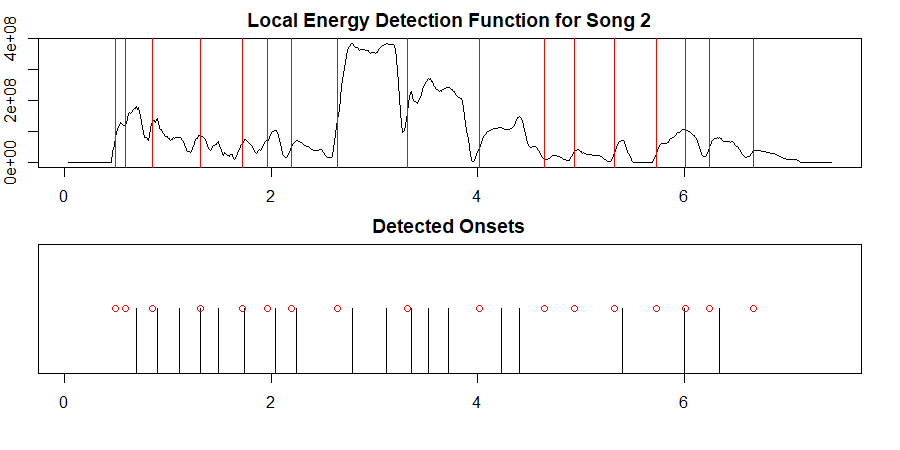 Local Energy Detection Function for Song 2
4e+08
2e+08
0e+00
0 2 4 6
Detected Onsets
0 2 4 6